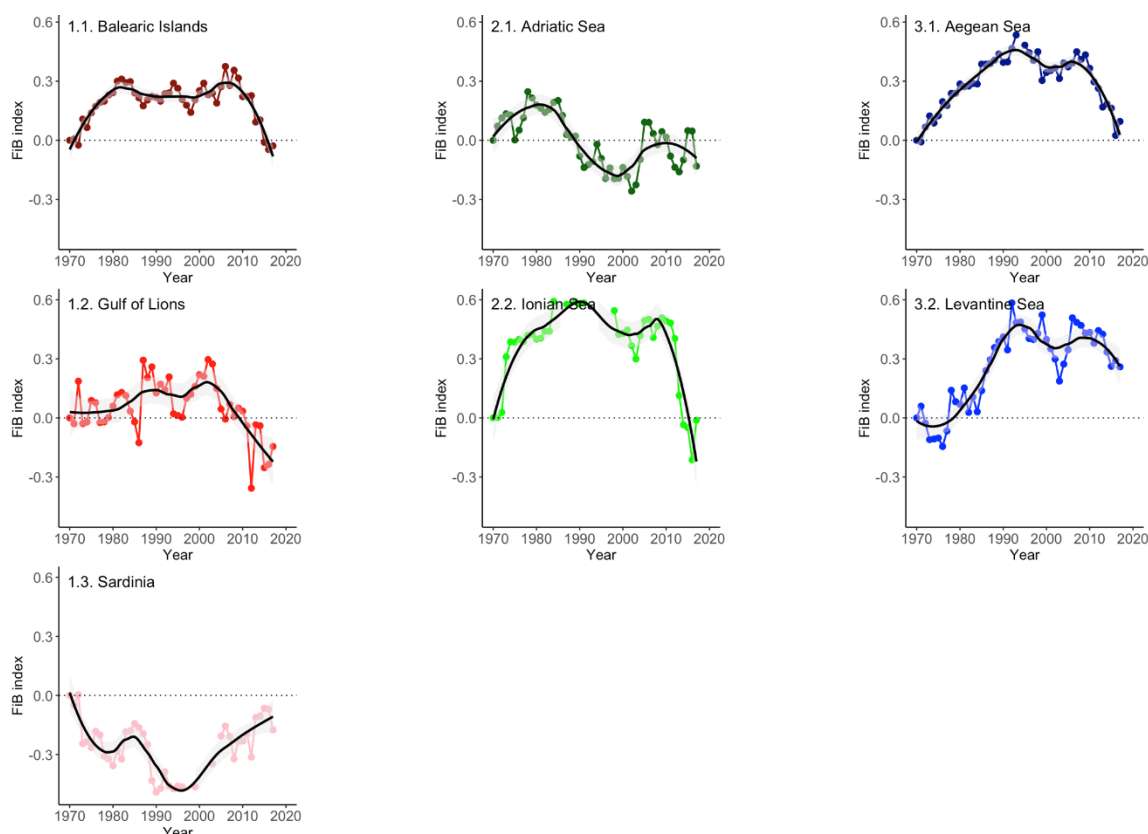 1.1. Balearic Islands
FiB index
0.6
0.3
0.0
-0.3
1970 1980 1990 2000 2010 2020
Year
2.1. Adriatic Sea
FiB index
0.6
0.3
0.0
-0.3
1970 1980 1990 2000 2010 2020
Year
3.1. Aegean Sea
FiB index
0.6
0.3
0.0
-0.3
1970 1980 1990 2000 2010 2020
Year
1.2. Gulf of Lions
FiB index
0.6
0.3
0.0
-0.3
1970 1980 1990 2000 2010 2020
Year
2.2. Ionian Sea
FiB index
0.6
0.3
0.0
-0.3
1970 1980 1990 2000 2010 2020
Year
3.2. Levantine Sea
FiB index
0.6
0.3
0.0
-0.3
1970 1980 1990 2000 2010 2020
Year
1.3. Sardinia
FiB index
0.6
0.3
0.0
-0.3
1970 1980 1990 2000 2010 2020
Year